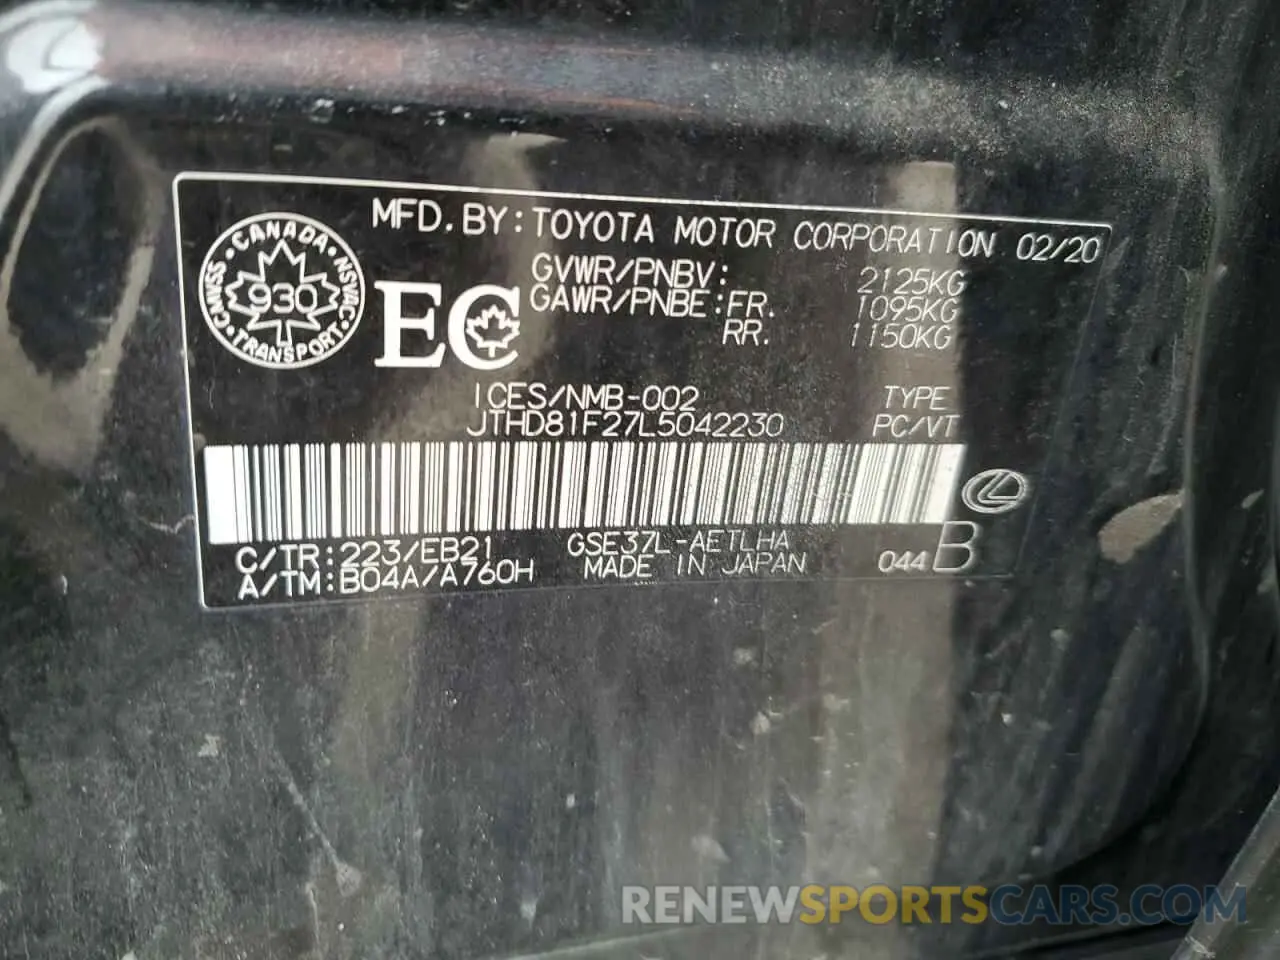 MFD. BY: TOYOTA MOTOR CORPORATION 02/20
CANADA
CMVSS
NSVAC
930
TRANSPORT
EC
GVWR/PNBV: 2125KG
GAWR/PNBE: FR. 1095KG
RR. 1150KG
ICES/NMB-002 TYPE
JTHD81F27L5042230 PC/VT
C/TR: 223/EB21 GSE37L-AETLHA
A/TM: B04A/A760H MADE IN JAPAN 044 B
RENEWSPORTSCARS.COM